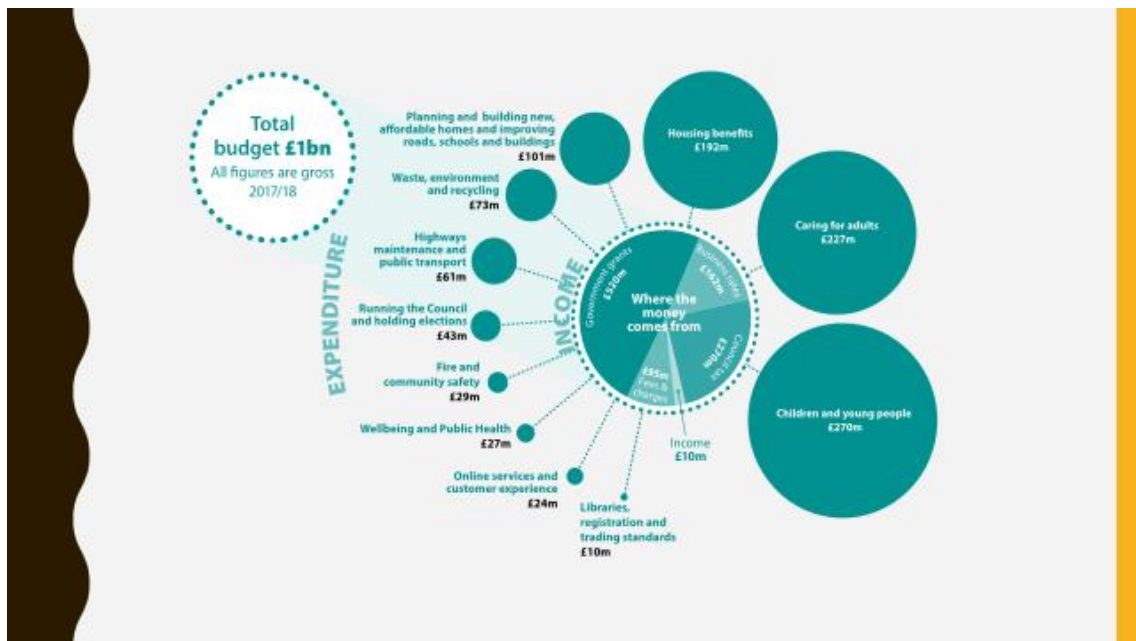 Total
budget £1bn
All figures are gross
2017/18
EXPENDITURE
Planning and building new,
affordable homes and improving
roads, schools and buildings
£101m
Waste, environment
and recycling
£73m
Highways
maintenance and
public transport
£61m
Running the Council
and holding elections
£43m
Fire and
community safety
£29m
Wellbeing and Public Health
£27m
Online services and
customer experience
£24m
Libraries,
registration and
trading standards
£10m
Housing benefits
£192m
Caring for adults
£227m
Children and young people
£270m
INCOME
Where the
money
comes from
Government grants
£520m
Business rates
£162m
Council tax
£270m
£95m
Fees &
charges
Income
£10m